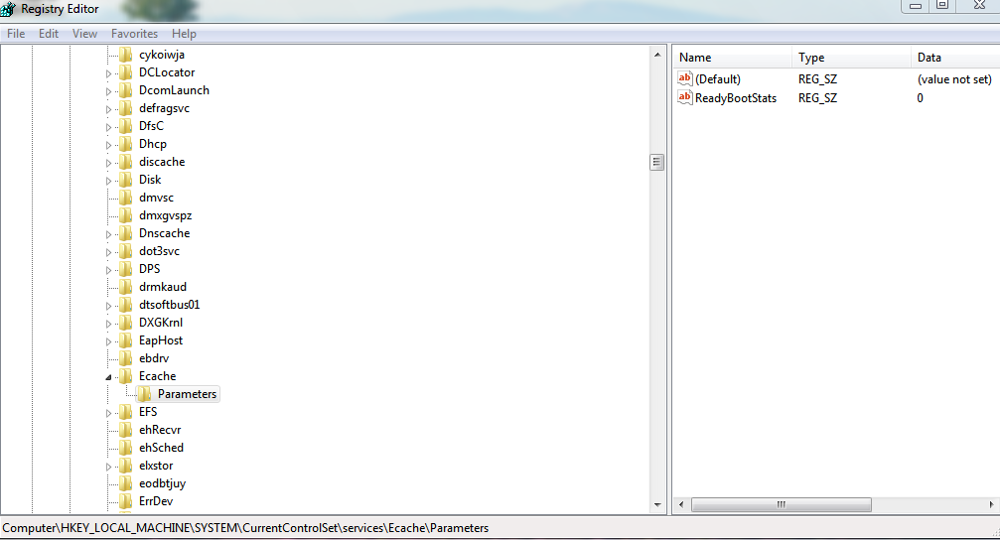 Registry Editor
File Edit View Favorites Help
cykoiwja
DCLocator
DcomLaunch
defragsvc
DfsC
Dhcp
discache
Disk
dmvsc
dmxgvspz
Dnscache
dot3svc
DPS
drmkaud
dtsoftbus01
DXGKrnl
EapHost
ebdrv
Ecache
Parameters
EFS
ehRecvr
ehSched
elxstor
eodbtjuy
ErrDev
Name Type Data
ab (Default) REG_SZ (value not set)
ab ReadyBootStats REG_SZ 0
Computer\HKEY_LOCAL_MACHINE\SYSTEM\CurrentControlSet\services\Ecache\Parameters